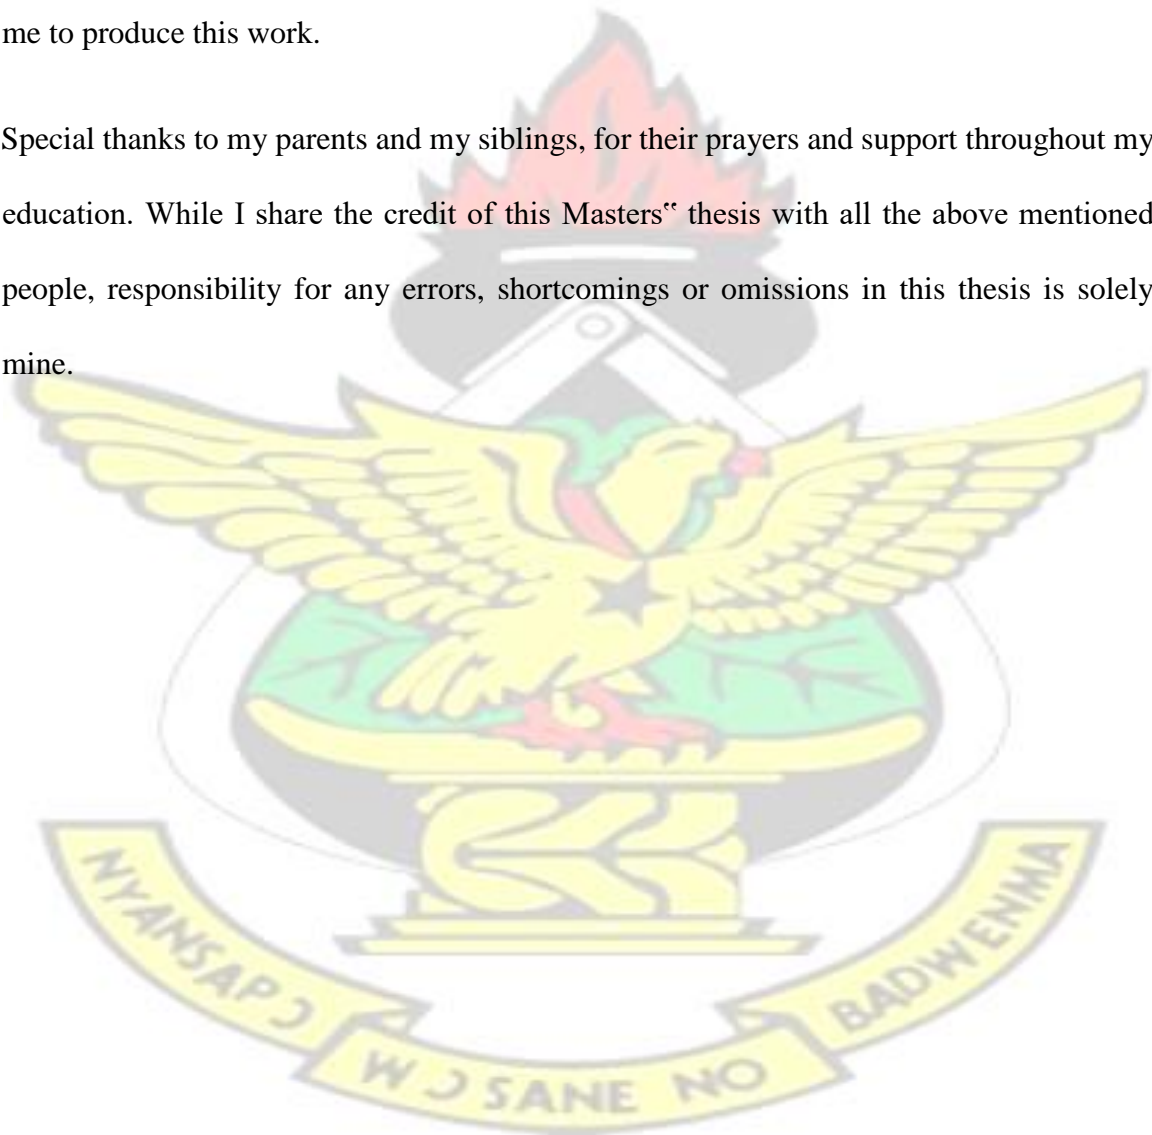 me to produce this work.
Special thanks to my parents and my siblings, for their prayers and support throughout my
education. While I share the credit of this Masters‟ thesis with all the above mentioned
people, responsibility for any errors, shortcomings or omissions in this thesis is solely
mine.
NYANSAPƆ
WƆSANE NO
BADWENMA